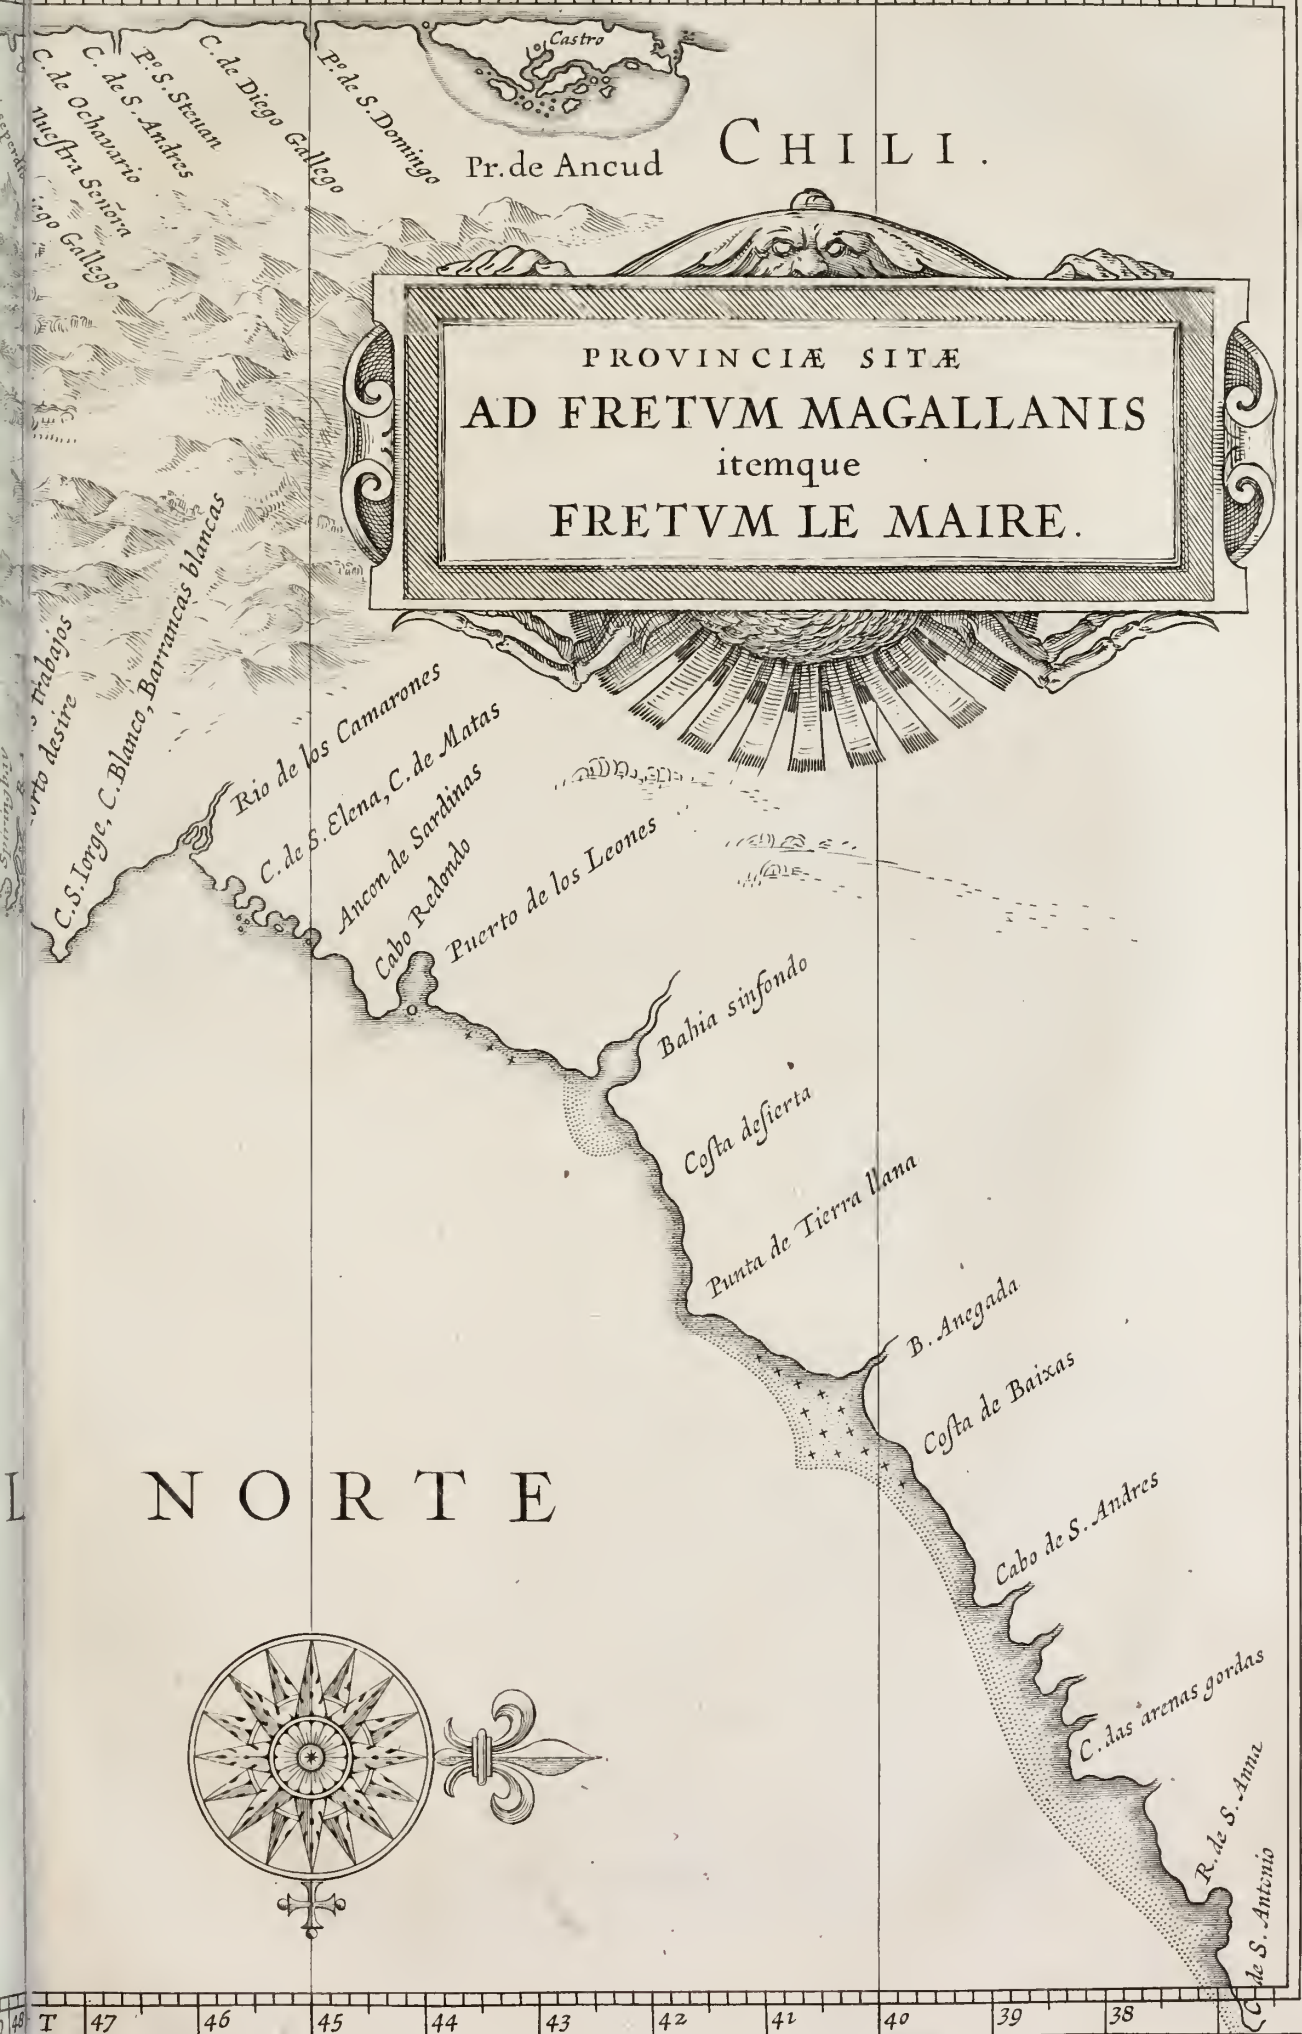 Castro
C. de Ochavario
C. de S. Andres
Pº. S. Steuan
C. de Diego Gallego
Pº. de S. Domingo
nuestra Señora
iego Gallego
Pr. de Ancud
CHILI.
PROVINCIÆ SITÆ
AD FRETVM MAGALLANIS
itemque
FRETVM LE MAIRE.
s trabajos
orto desire
C. S. Iorge, C. Blanco, Barrancas blancas
Rio de los Camarones
C. de S. Elena, C. de Matas
Ancon de Sardinas
Cabo Redondo
Puerto de los Leones
Bahia sinfondo
Costa desierta
Punta de Tierra llana
B. Anegada
Costa de Baixas
L NORTE
Cabo de S. Andres
C. das arenas gordas
R. de S. Anna
C de S. Antonio
48 T 47 46 45 44 43 42 41 40 39 38